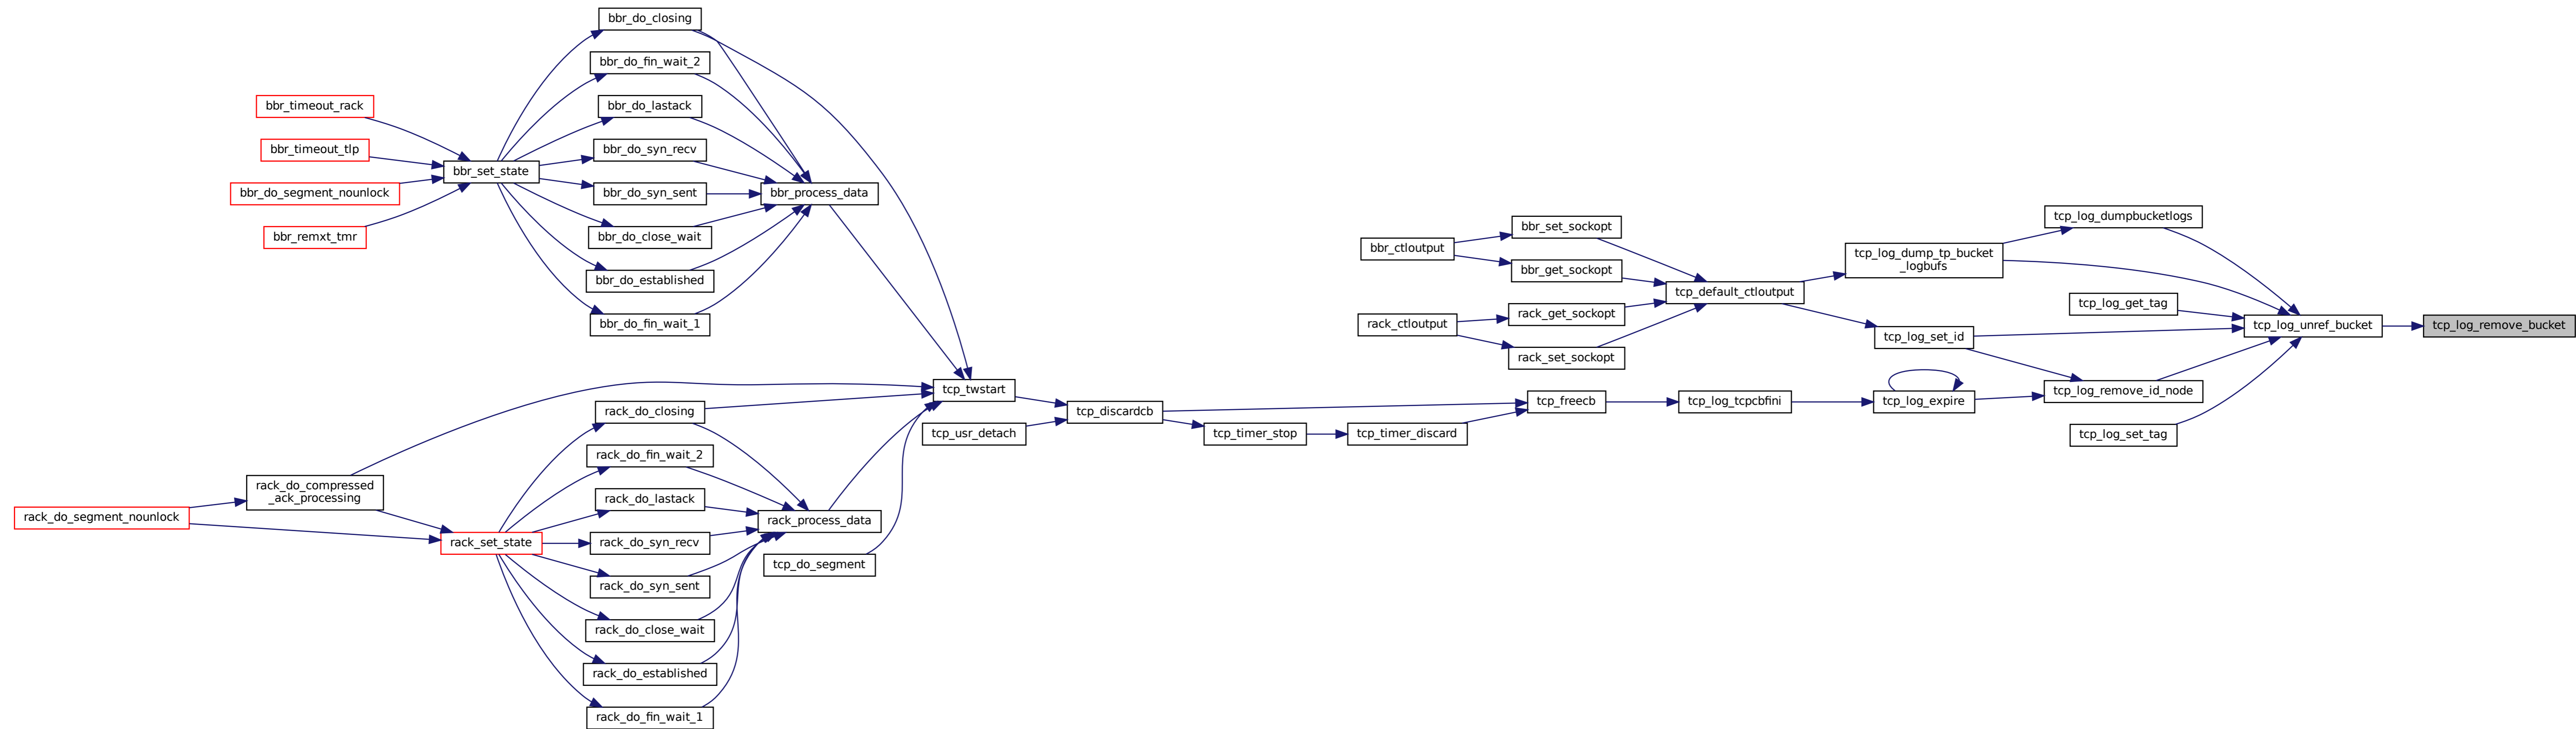 bbr_do_closing
bbr_do_fin_wait_2
bbr_timeout_rack
bbr_do_lastack
bbr_timeout_tlp
bbr_do_syn_recv
bbr_set_state
bbr_do_segment_nounlock
bbr_do_syn_sent
bbr_process_data
bbr_remxt_tmr
bbr_do_close_wait
bbr_do_established
bbr_do_fin_wait_1
bbr_set_sockopt
tcp_log_dumpbucketlogs
bbr_ctloutput
tcp_log_dump_tp_bucket
_logbufs
bbr_get_sockopt
tcp_default_ctloutput
tcp_log_get_tag
rack_get_sockopt
rack_ctloutput
tcp_log_set_id
tcp_log_unref_bucket
tcp_log_remove_bucket
rack_set_sockopt
tcp_twstart
tcp_log_remove_id_node
rack_do_closing
tcp_discardcb
tcp_freecb
tcp_log_tcpcbfini
tcp_log_expire
tcp_usr_detach
tcp_timer_stop
tcp_timer_discard
tcp_log_set_tag
rack_do_fin_wait_2
rack_do_compressed
_ack_processing
rack_do_lastack
rack_do_segment_nounlock
rack_process_data
rack_set_state
rack_do_syn_recv
tcp_do_segment
rack_do_syn_sent
rack_do_close_wait
rack_do_established
rack_do_fin_wait_1